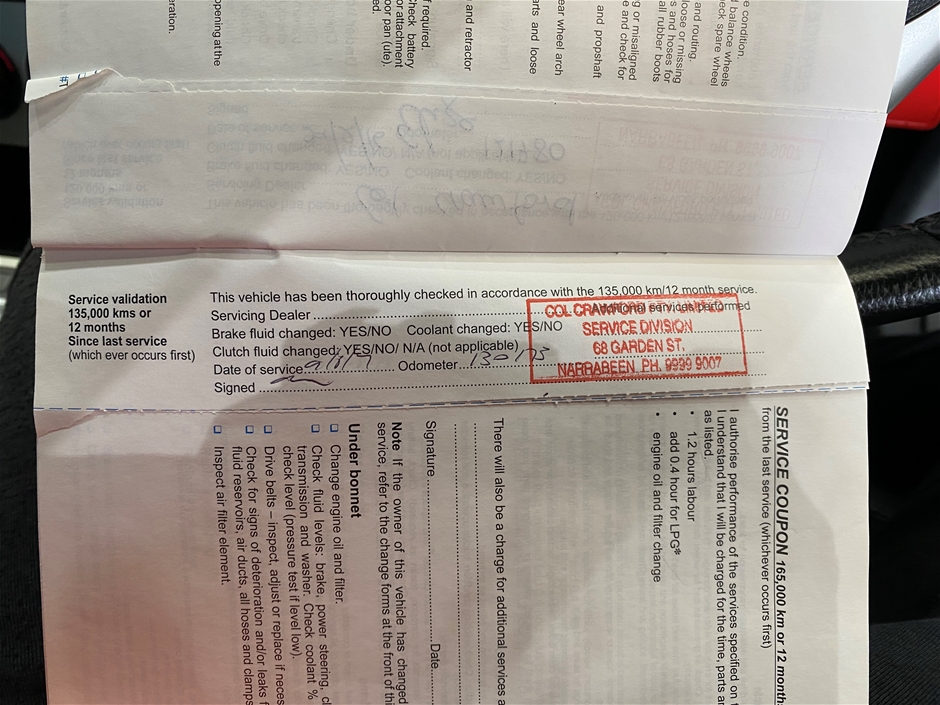 e condition.
d balance wheels
eck spare wheel
and routing.
loose or missing
s and hoses for
all rubber boots
g or misaligned
e and check for
and propshaft
ear wheel arch
arts and loose
and retractor
f required.
Check battery
or attachment
oor pan (ute).
ed.
opening at the
eration.
#T
Service validation
135,000 kms or
12 months
Since last service
(which ever occurs first)
This vehicle has been thoroughly checked in accordance with the 135,000 km/12 month service.
Servicing Dealer
Additional services performed
Brake fluid changed: YES/NO Coolant changed: YES/NO
Clutch fluid changed: YES/NO/ N/A (not applicable)
Date of service Odometer 130173
Signed
COL CRAWFORD
SERVICE DIVISION
68 GARDEN ST.
NARRABEEN. PH. 9999 9007
SERVICE COUPON 165,000 km or 12 months
from the last service (whichever occurs first)
I authorise performance of the services specified on t
I understand that I will be charged for the time, parts an
as listed.
• 1.2 hours labour
• add 0.4 hour for LPG*
• engine oil and filter change
There will also be a charge for additional services a
Signature Date
Note If the owner of this vehicle has changed
service, refer to the change forms at the front of thi
Under bonnet
Change engine oil and filter.
Check fluid levels: brake, power steering, cl
transmission and washer. Check coolant %
check level (pressure test if level low).
Drive belts – inspect, adjust or replace if neces
Check for signs of deterioration and/or leaks f
fluid reservoirs, air ducts, all hoses and clamps
Inspect air filter element.